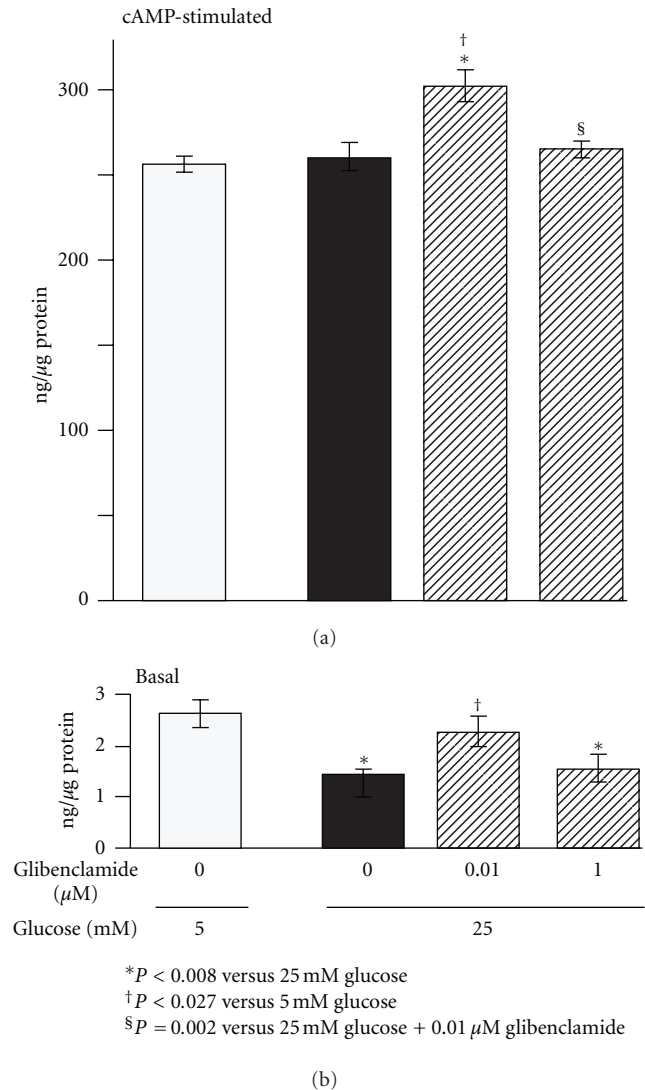 cAMP-stimulated
†
*
§
300
200
100
0
ng/µg protein
(a)
Basal
3
2
1
0
ng/µg protein
*
†
*
Glibenclamide 0 0 0.01 1
(µM)
Glucose (mM) 5 25
*P < 0.008 versus 25 mM glucose
†P < 0.027 versus 5 mM glucose
§P = 0.002 versus 25 mM glucose + 0.01 µM glibenclamide
(b)